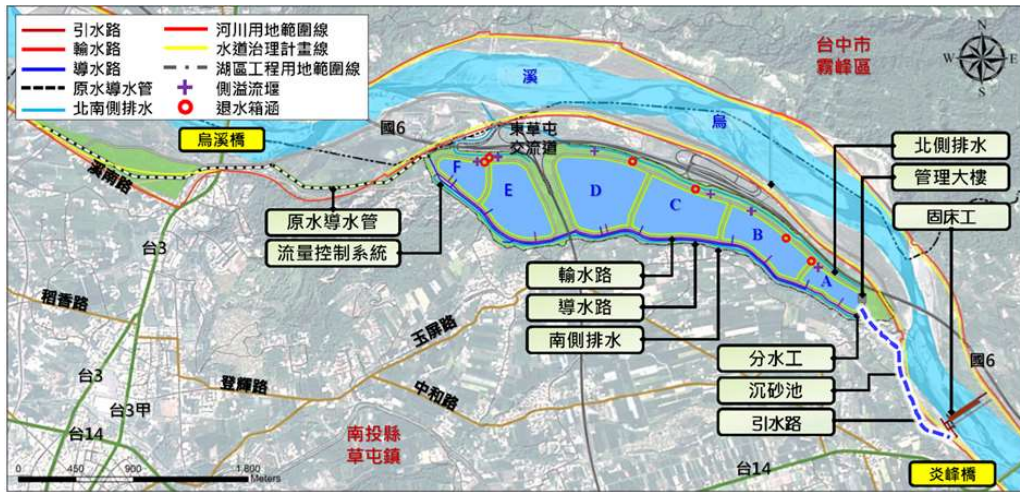 引水路
輸水路
導水路
原水導水管
北南側排水
河川用地範圍線
水道治理計畫線
湖區工程用地範圍線
側溢流堰
退水箱涵
台中市
霧峰區
N
W
E
S
溪
烏
國6
東草屯
交流道
烏溪橋
溪南路
北側排水
管理大樓
固床工
F
E
D
C
B
A
原水導水管
流量控制系統
台3
輸水路
導水路
南側排水
稻香路
玉屏路
分水工
沉砂池
引水路
國6
台3
登輝路
中和路
台3甲
台14
南投縣
草屯鎮
台14
炎峰橋
0 450 900 1,800
Meters